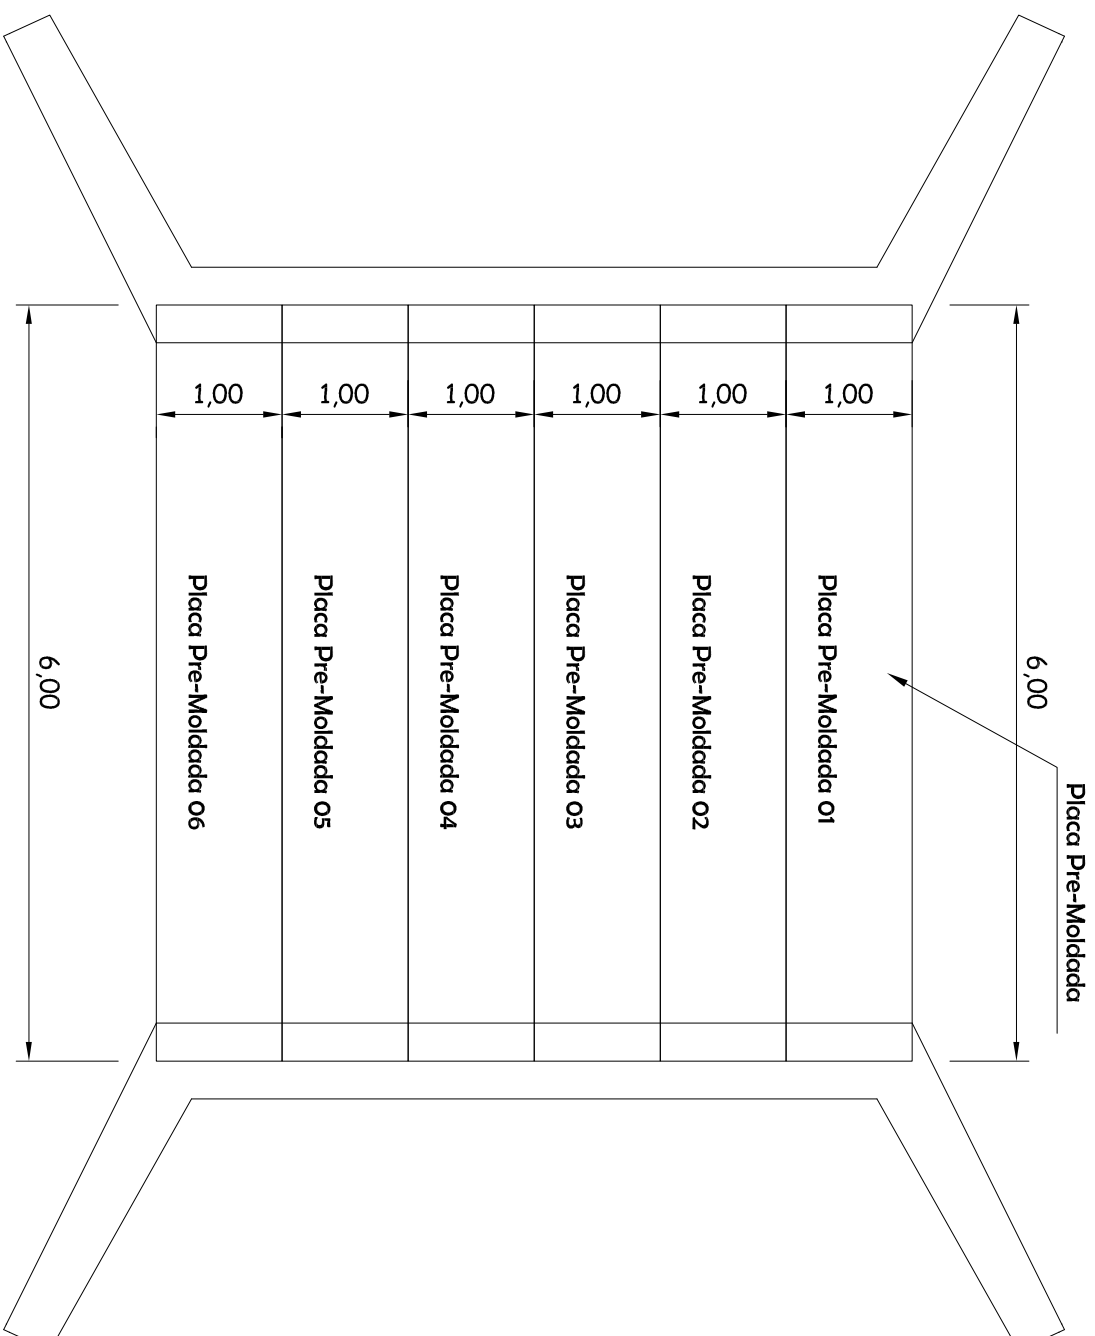 1,00
1,00
1,00
1,00
1,00
1,00
Placa Pre-Moldada 06
Placa Pre-Moldada 05
Placa Pre-Moldada 04
Placa Pre-Moldada 03
Placa Pre-Moldada 02
Placa Pre-Moldada 01
6,00
6,00
Placa Pre-Moldada